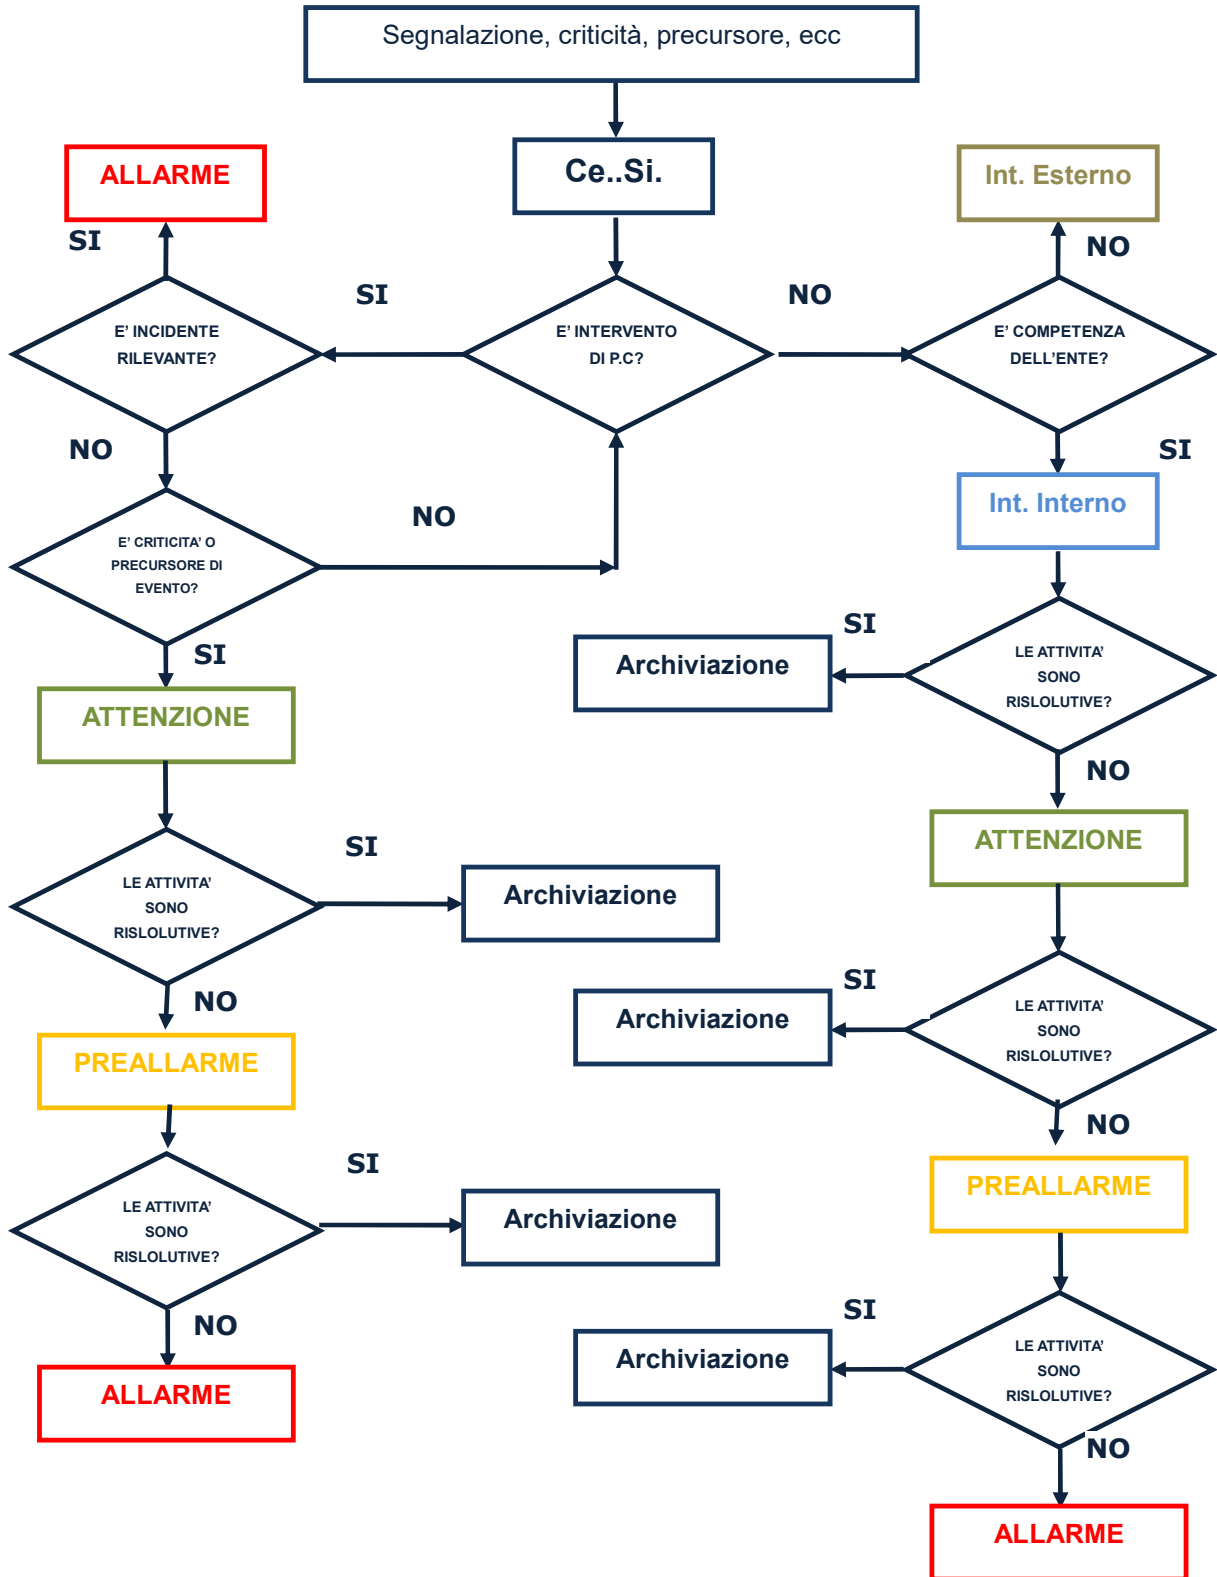 Segnalazione, criticità, precursore, ecc
Ce..Si.
ALLARME
Int. Esterno
SI
NO
SI
NO
E' INCIDENTE
RILEVANTE?
E' INTERVENTO
DI P.C?
E' COMPETENZA
DELL'ENTE?
NO
SI
Int. Interno
NO
E' CRITICITA' O
PRECURSORE DI
EVENTO?
SI
SI
Archiviazione
LE ATTIVITA'
SONO
RISLOLUTIVE?
ATTENZIONE
NO
ATTENZIONE
SI
LE ATTIVITA'
SONO
RISLOLUTIVE?
Archiviazione
NO
SI
Archiviazione
LE ATTIVITA'
SONO
RISLOLUTIVE?
PREALLARME
NO
SI
PREALLARME
LE ATTIVITA'
SONO
RISLOLUTIVE?
Archiviazione
NO
SI
Archiviazione
LE ATTIVITA'
SONO
RISLOLUTIVE?
ALLARME
NO
ALLARME